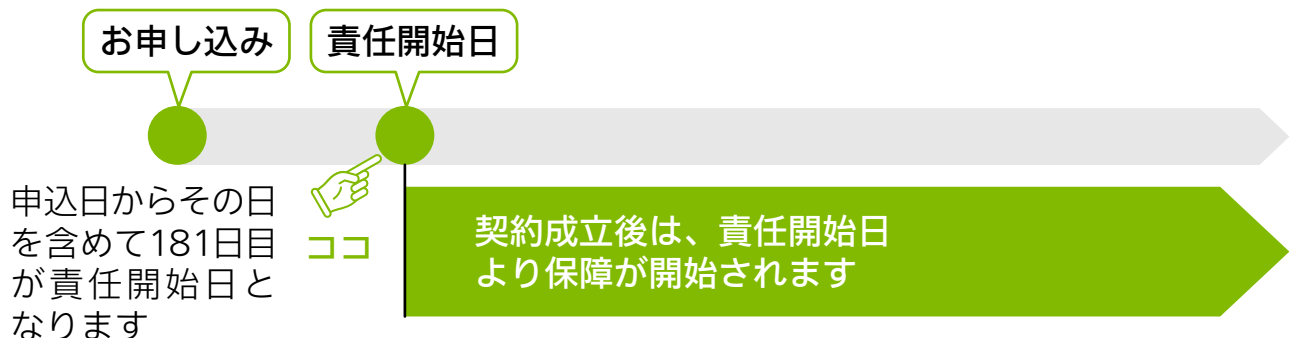 お申し込み
責任開始日
申込日からその日
を含めて181日目
が責任開始日と
なります
ココ
契約成立後は、責任開始日
より保障が開始されます